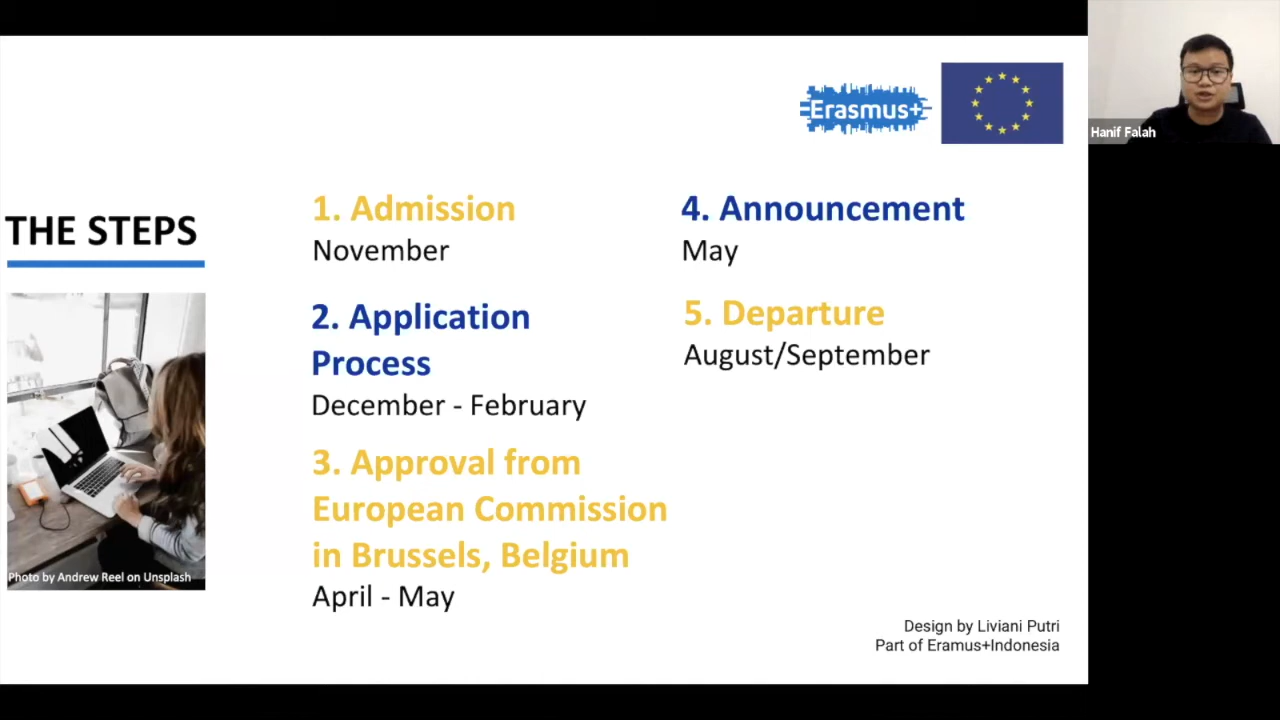 Erasmus+
Hanif Falah
THE STEPS
Photo by Andrew Reel on Unsplash
1. Admission
November
2. Application
Process
December - February
3. Approval from
European Commission
in Brussels, Belgium
April - May
4. Announcement
May
5. Departure
August/September
Design by Liviani Putri
Part of Eramus+Indonesia